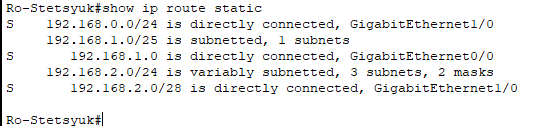 Ro-Stetsyuk#show ip route static
S 192.168.0.0/24 is directly connected, GigabitEthernet1/0
192.168.1.0/25 is subnetted, 1 subnets
S 192.168.1.0 is directly connected, GigabitEthernet0/0
192.168.2.0/24 is variably subnetted, 3 subnets, 2 masks
S 192.168.2.0/28 is directly connected, GigabitEthernet1/0
Ro-Stetsyuk#